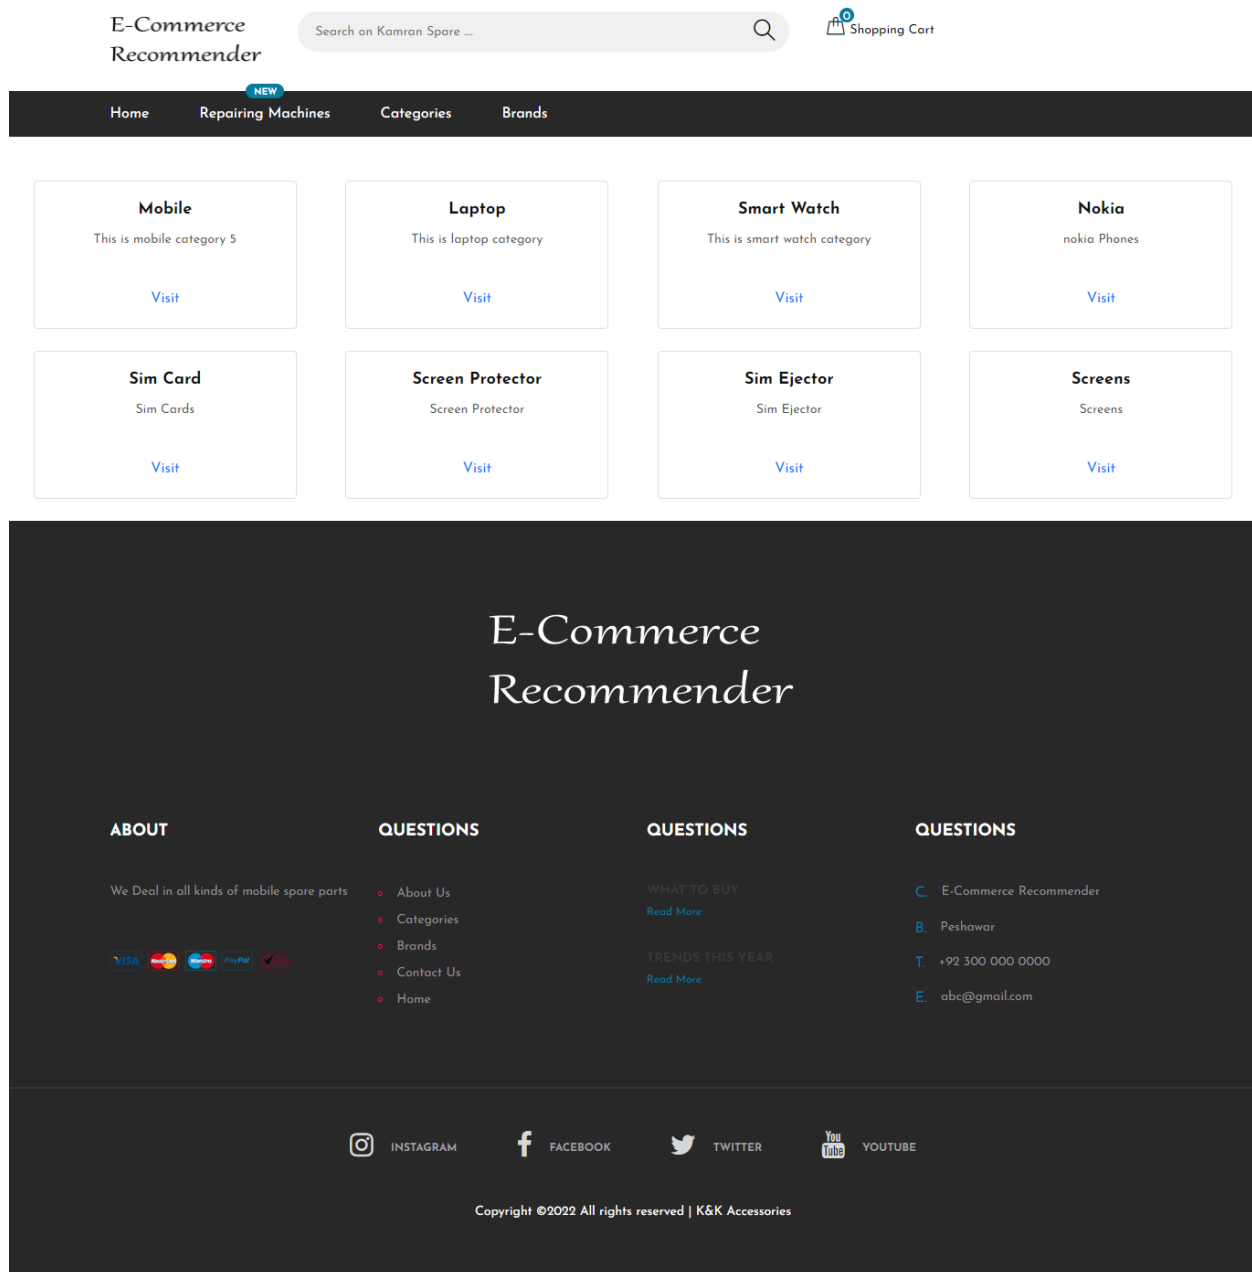 E-Commerce
Recommender
Search on Kamran Spare ....
0
Shopping Cart
NEW
Home
Repairing Machines
Categories
Brands
Mobile
This is mobile category 5
Visit
Laptop
This is laptop category
Visit
Smart Watch
This is smart watch category
Visit
Nokia
nokia Phones
Visit
Sim Card
Sim Cards
Visit
Screen Protector
Screen Protector
Visit
Sim Ejector
Sim Ejector
Visit
Screens
Screens
Visit
E-Commerce
Recommender
ABOUT
We Deal in all kinds of mobile spare parts
VISA
MasterCard
Maestro
PayPal
QUESTIONS
About Us
Categories
Brands
Contact Us
Home
QUESTIONS
WHAT TO BUY
Read More
TRENDS THIS YEAR
Read More
QUESTIONS
C. E-Commerce Recommender
B. Peshawar
T. +92 300 000 0000
E. abc@gmail.com
INSTAGRAM
FACEBOOK
TWITTER
You Tube
YOUTUBE
Copyright ©2022 All rights reserved | K&K Accessories